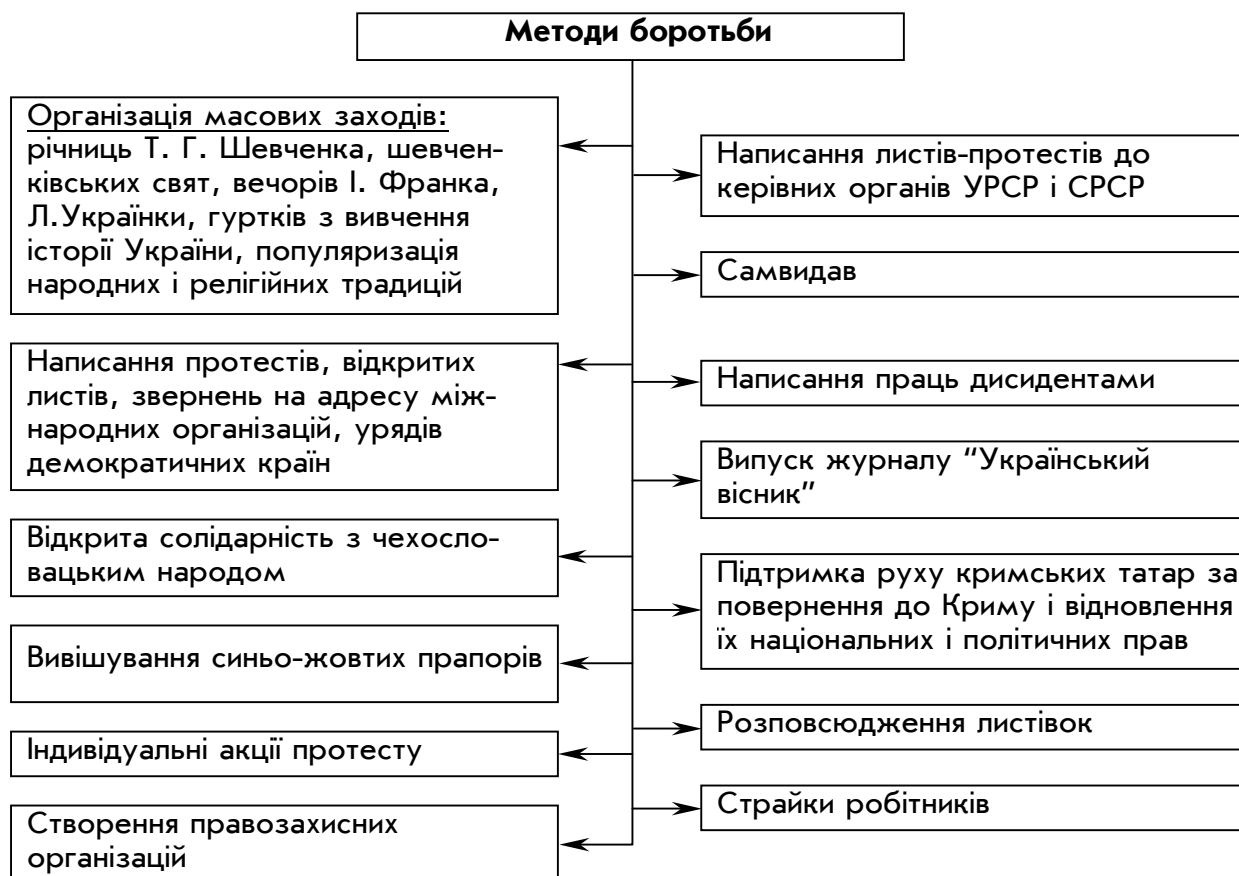 Методи боротьби
Організація масових заходів:
річниць Т. Г. Шевченка, шевчен-
ківських свят, вечорів І. Франка,
Л.Українки, гуртків з вивчення
історії України, популяризація
народних і релігійних традицій
Написання протестів, відкритих
листів, звернень на адресу між-
народних організацій, урядів
демократичних країн
Відкрита солідарність з чехосло-
вацьким народом
Вивішування синьо-жовтих прапорів
Індивідуальні акції протесту
Створення правозахисних
організацій
Написання листів-протестів до
керівних органів УРСР і СРСР
Самвидав
Написання праць дисидентами
Випуск журналу “Український
вісник”
Підтримка руху кримських татар за
повернення до Криму і відновлення
їх національних і політичних прав
Розповсюдження листівок
Страйки робітників